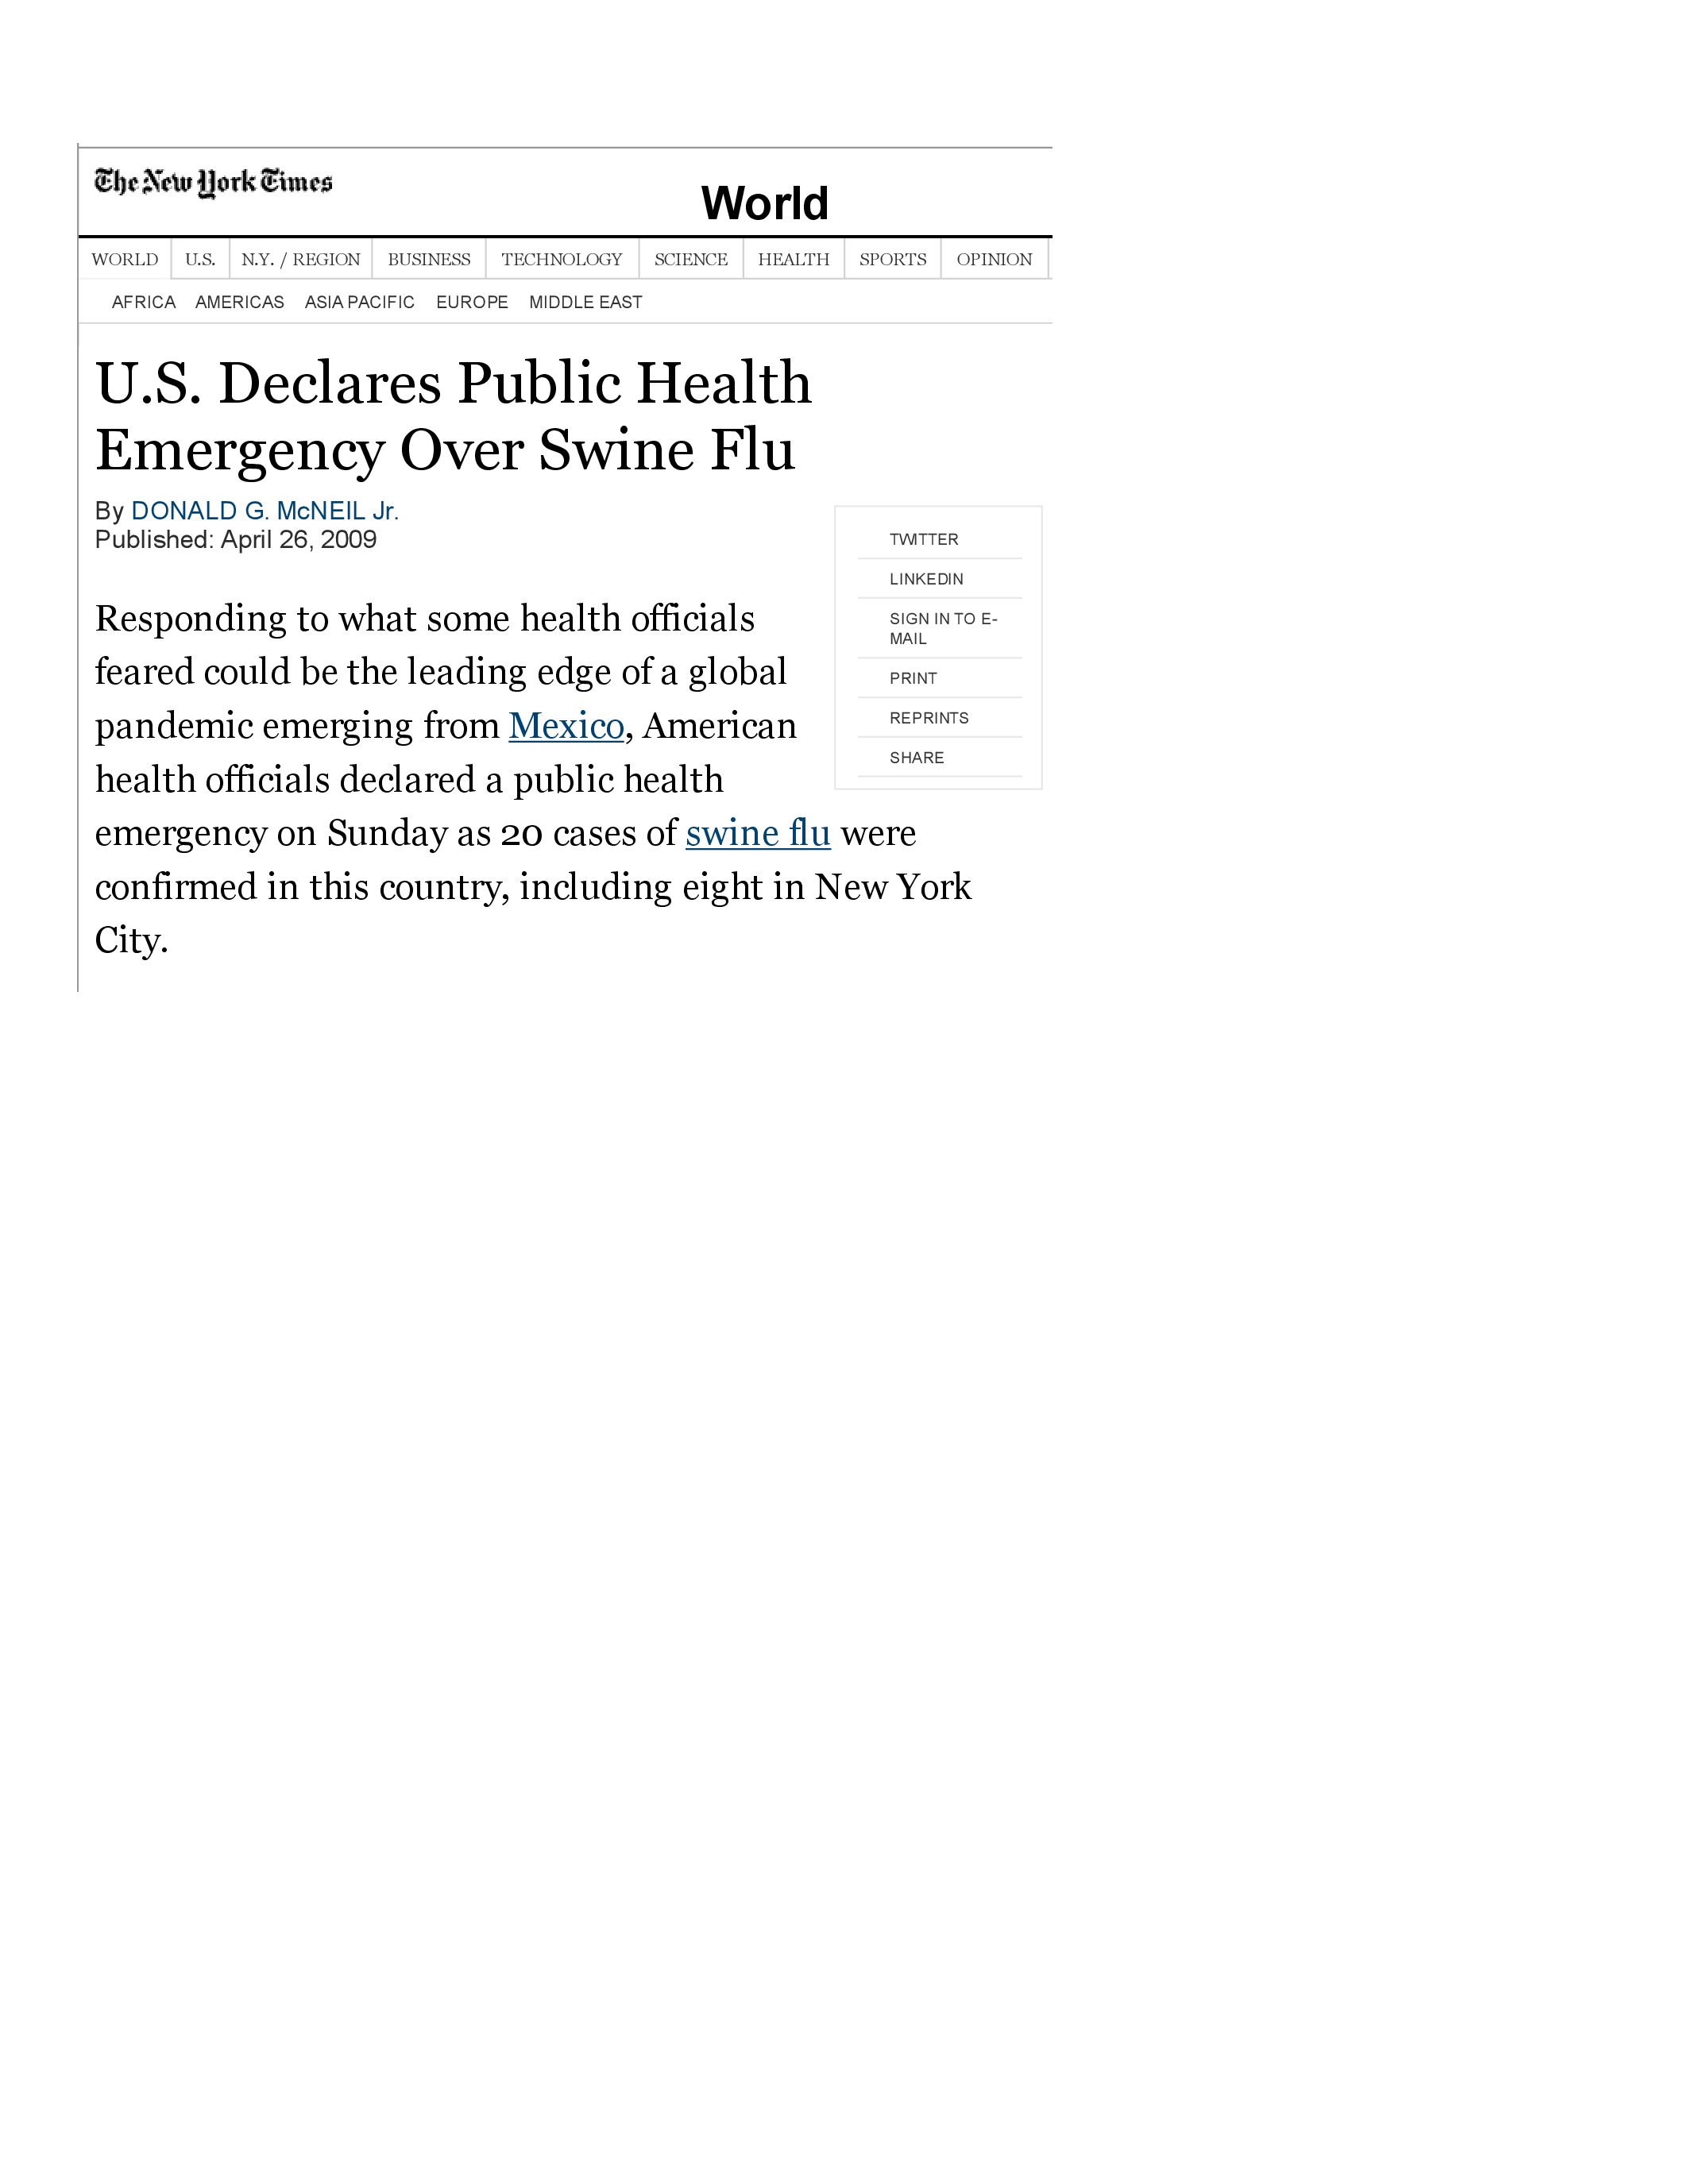 The New York Times
World
WORLD U.S. N.Y. / REGION BUSINESS TECHNOLOGY SCIENCE HEALTH SPORTS OPINION
AFRICA AMERICAS ASIA PACIFIC EUROPE MIDDLE EAST
U.S. Declares Public Health
Emergency Over Swine Flu
By DONALD G. McNEIL Jr.
Published: April 26, 2009
TWITTER
LINKEDIN
SIGN IN TO E-
MAIL
PRINT
REPRINTS
SHARE
Responding to what some health officials
feared could be the leading edge of a global
pandemic emerging from Mexico, American
health officials declared a public health
emergency on Sunday as 20 cases of swine flu were
confirmed in this country, including eight in New York
City.